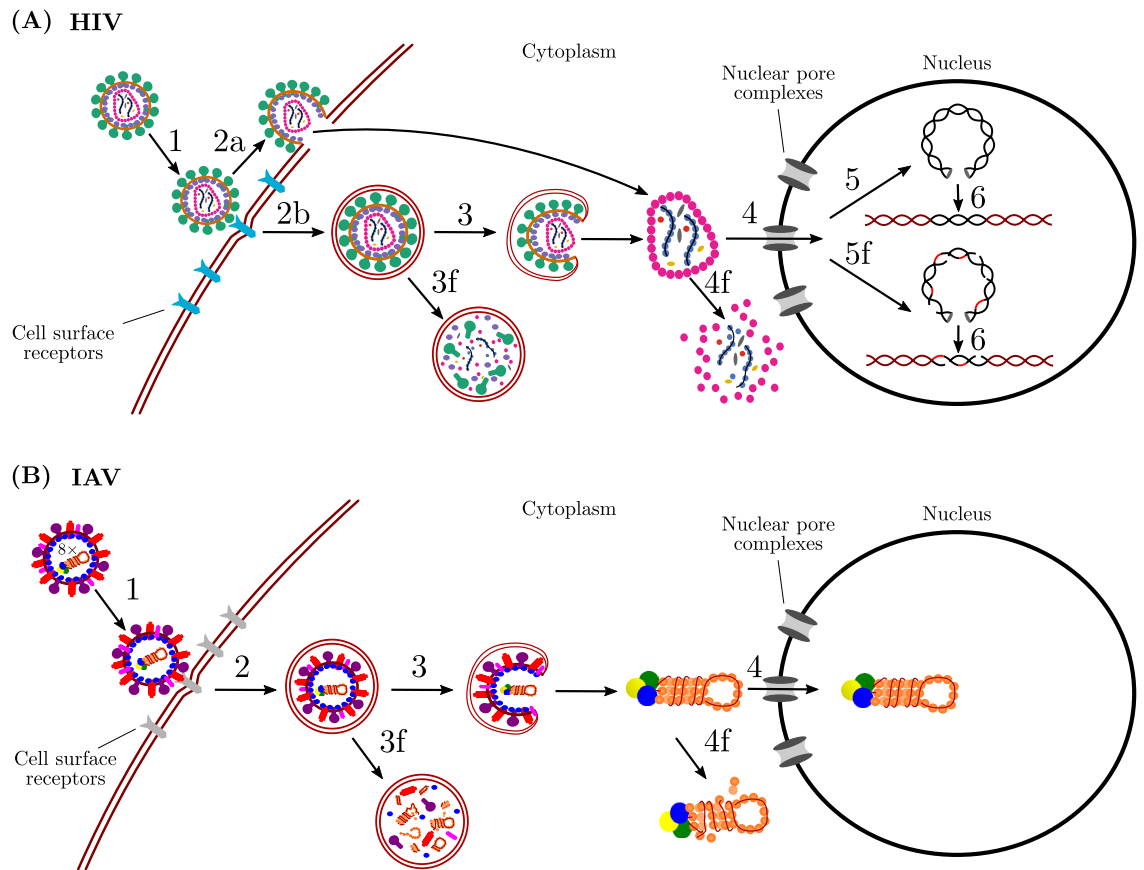 (A) HIV
Cytoplasm
Nuclear pore
complexes
Nucleus
1
2a
2b
3
3f
4
4f
5
6
5f
6
Cell surface
receptors
(B) IAV
Cytoplasm
Nuclear pore
complexes
Nucleus
8×
1
2
3
3f
4
4f
Cell surface
receptors